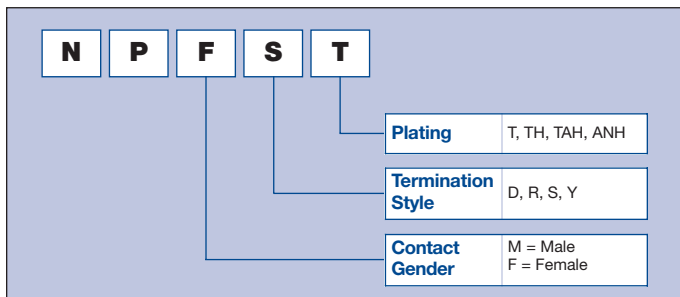 N P F S T
Plating T, TH, TAH, ANH
Termination
Style
D, R, S, Y
Contact
Gender
M = Male
F = Female